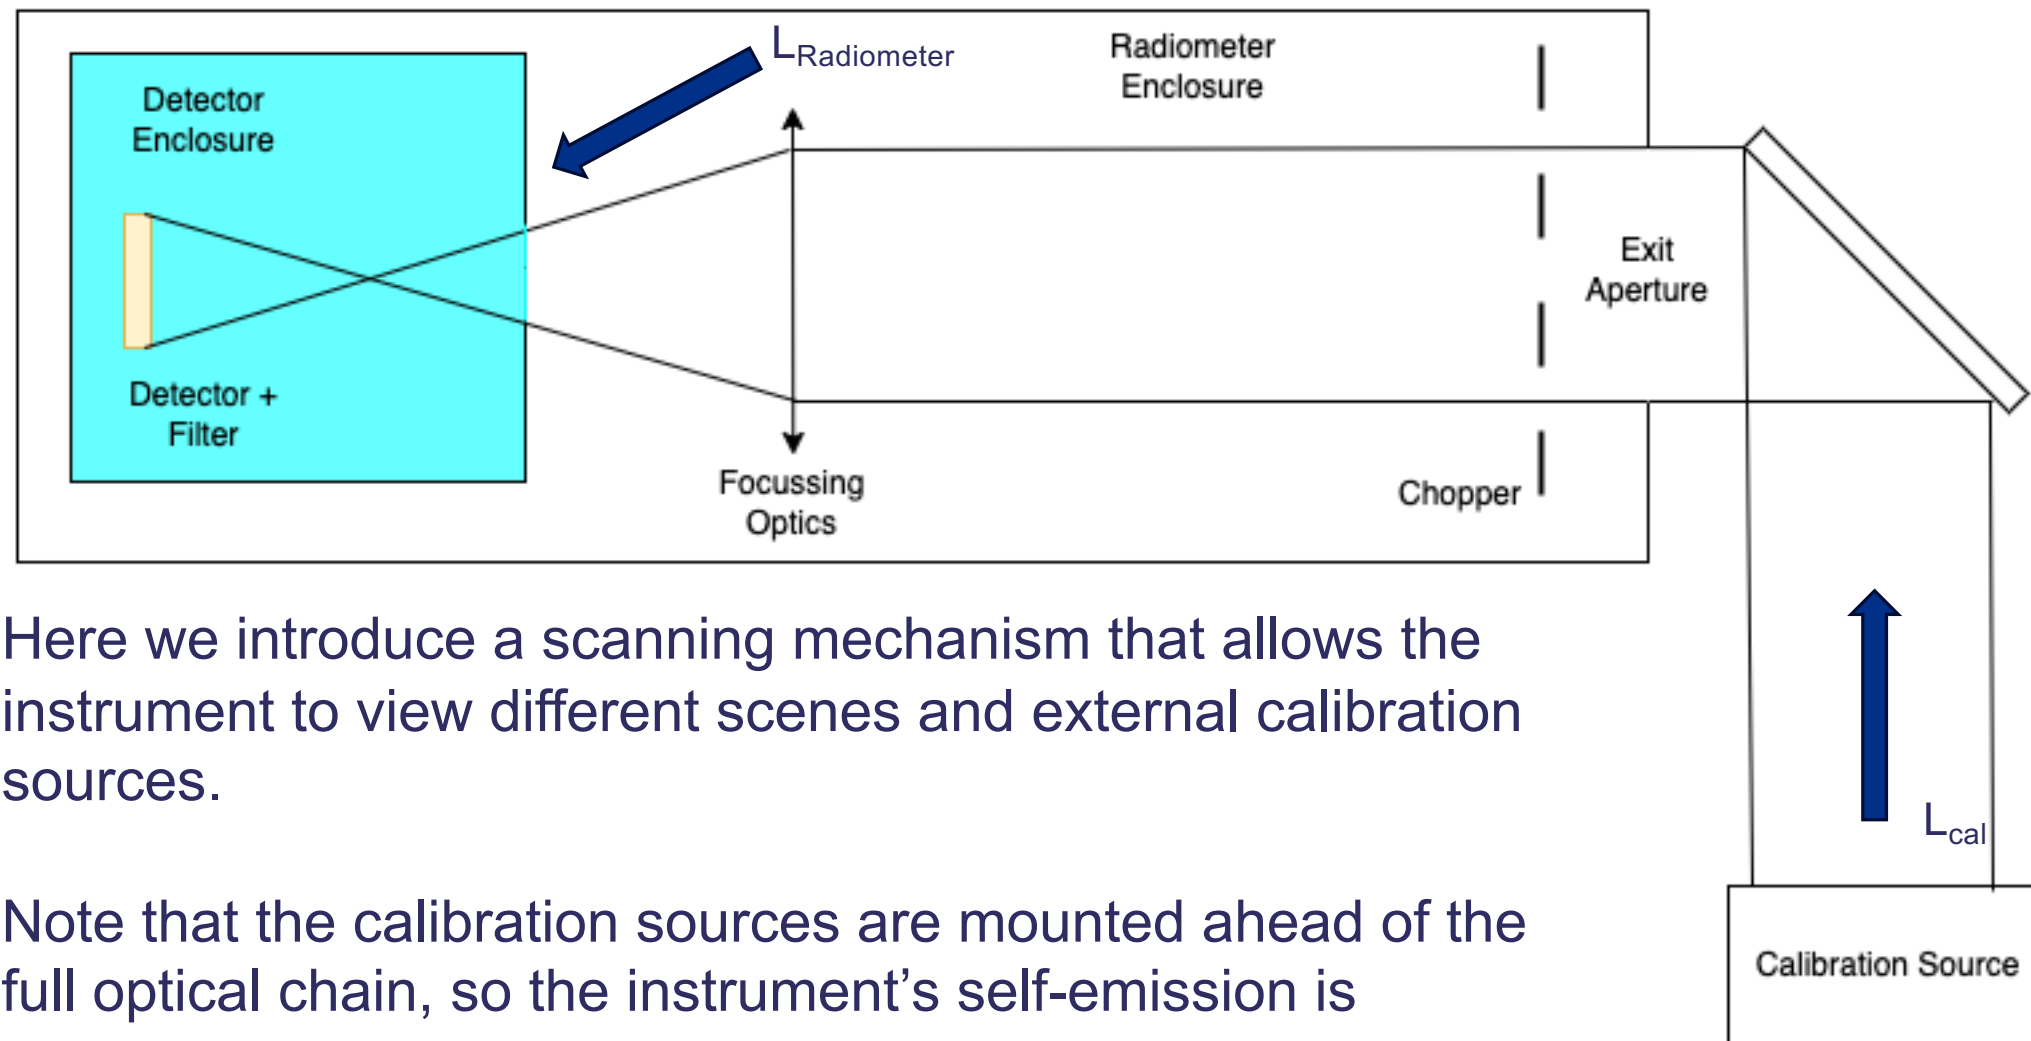 L_Radiometer
Radiometer
Enclosure
Detector
Enclosure
Exit
Aperture
Detector +
Filter
Focussing
Optics
Chopper
Here we introduce a scanning mechanism that allows the
instrument to view different scenes and external calibration
sources.
L_cal
Note that the calibration sources are mounted ahead of the
full optical chain, so the instrument’s self-emission is
Calibration Source